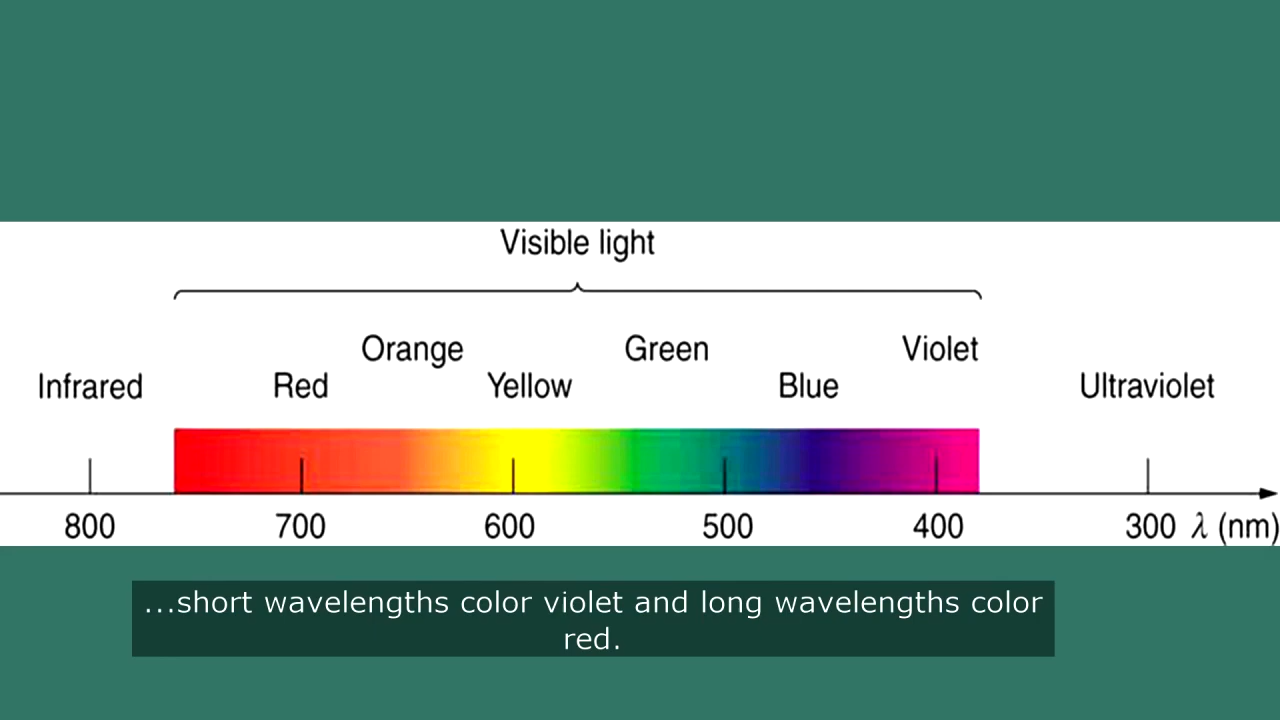 Visible light
Orange Green Violet
Infrared Red Yellow Blue Ultraviolet
800 700 600 500 400 300 λ (nm)
...short wavelengths color violet and long wavelengths color
red.